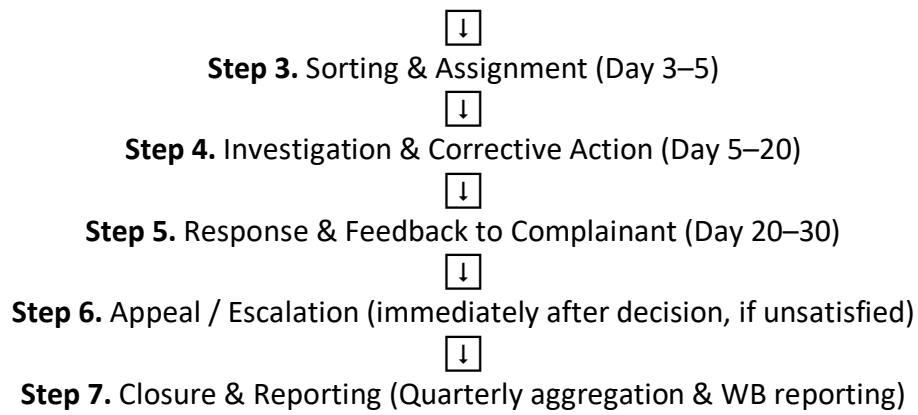 ↓
Step 3. Sorting & Assignment (Day 3–5)
↓
Step 4. Investigation & Corrective Action (Day 5–20)
↓
Step 5. Response & Feedback to Complainant (Day 20–30)
↓
Step 6. Appeal / Escalation (immediately after decision, if unsatisfied)
↓
Step 7. Closure & Reporting (Quarterly aggregation & WB reporting)